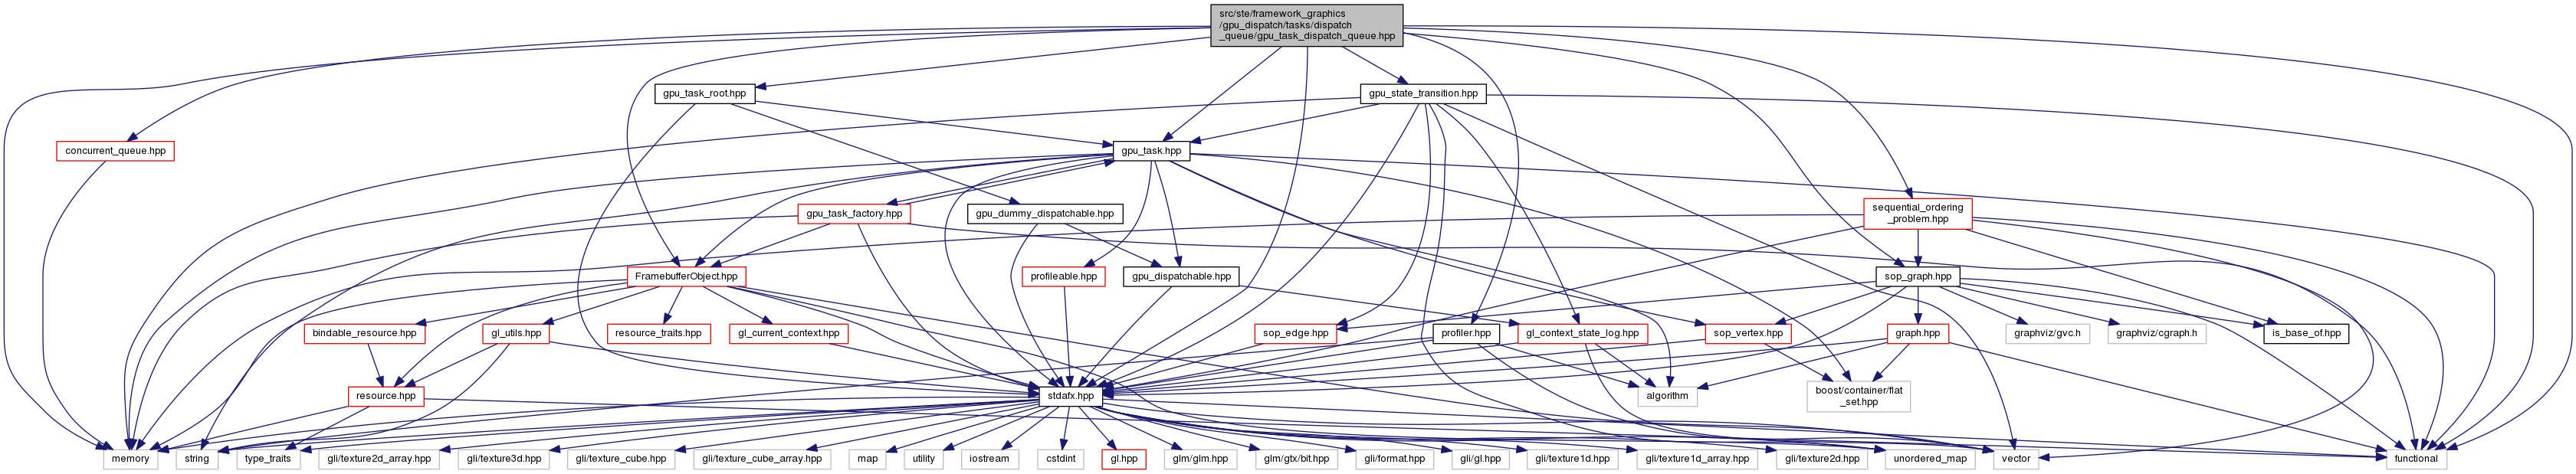 src/ste/framework_graphics
/gpu_dispatch/tasks/dispatch
_queue/gpu_task_dispatch_queue.hpp
gpu_task_root.hpp
gpu_state_transition.hpp
concurrent_queue.hpp
gpu_task.hpp
gpu_task_factory.hpp
gpu_dummy_dispatchable.hpp
sequential_ordering
_problem.hpp
FramebufferObject.hpp
profileable.hpp
gpu_dispatchable.hpp
sop_graph.hpp
bindable_resource.hpp
gl_utils.hpp
resource_traits.hpp
gl_current_context.hpp
sop_edge.hpp
profiler.hpp
gl_context_state_log.hpp
sop_vertex.hpp
graph.hpp
graphviz/gvc.h
graphviz/cgraph.h
is_base_of.hpp
resource.hpp
stdafx.hpp
algorithm
boost/container/flat
_set.hpp
memory
string
type_traits
gli/texture2d_array.hpp
gli/texture3d.hpp
gli/texture_cube.hpp
gli/texture_cube_array.hpp
map
utility
iostream
cstdint
gl.hpp
glm/glm.hpp
glm/gtx/bit.hpp
gli/format.hpp
gli/gl.hpp
gli/texture1d.hpp
gli/texture1d_array.hpp
gli/texture2d.hpp
unordered_map
vector
functional